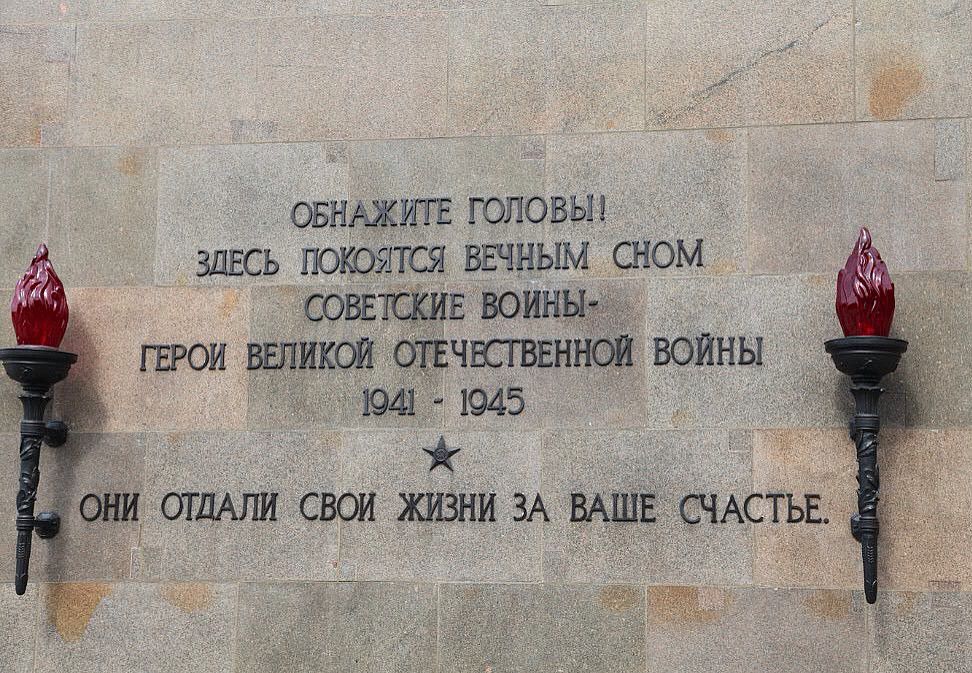 ОБНАЖИТЕ ГОЛОВЫ!
ЗДЕСЬ ПОКОЯТСЯ ВЕЧНЫМ СНОМ
СОВЕТСКИЕ ВОИНЫ-
ГЕРОИ ВЕЛИКОЙ ОТЕЧЕСТВЕННОЙ ВОЙНЫ
1941 - 1945
ОНИ ОТДАЛИ СВОИ ЖИЗНИ ЗА ВАШЕ СЧАСТЬЕ.